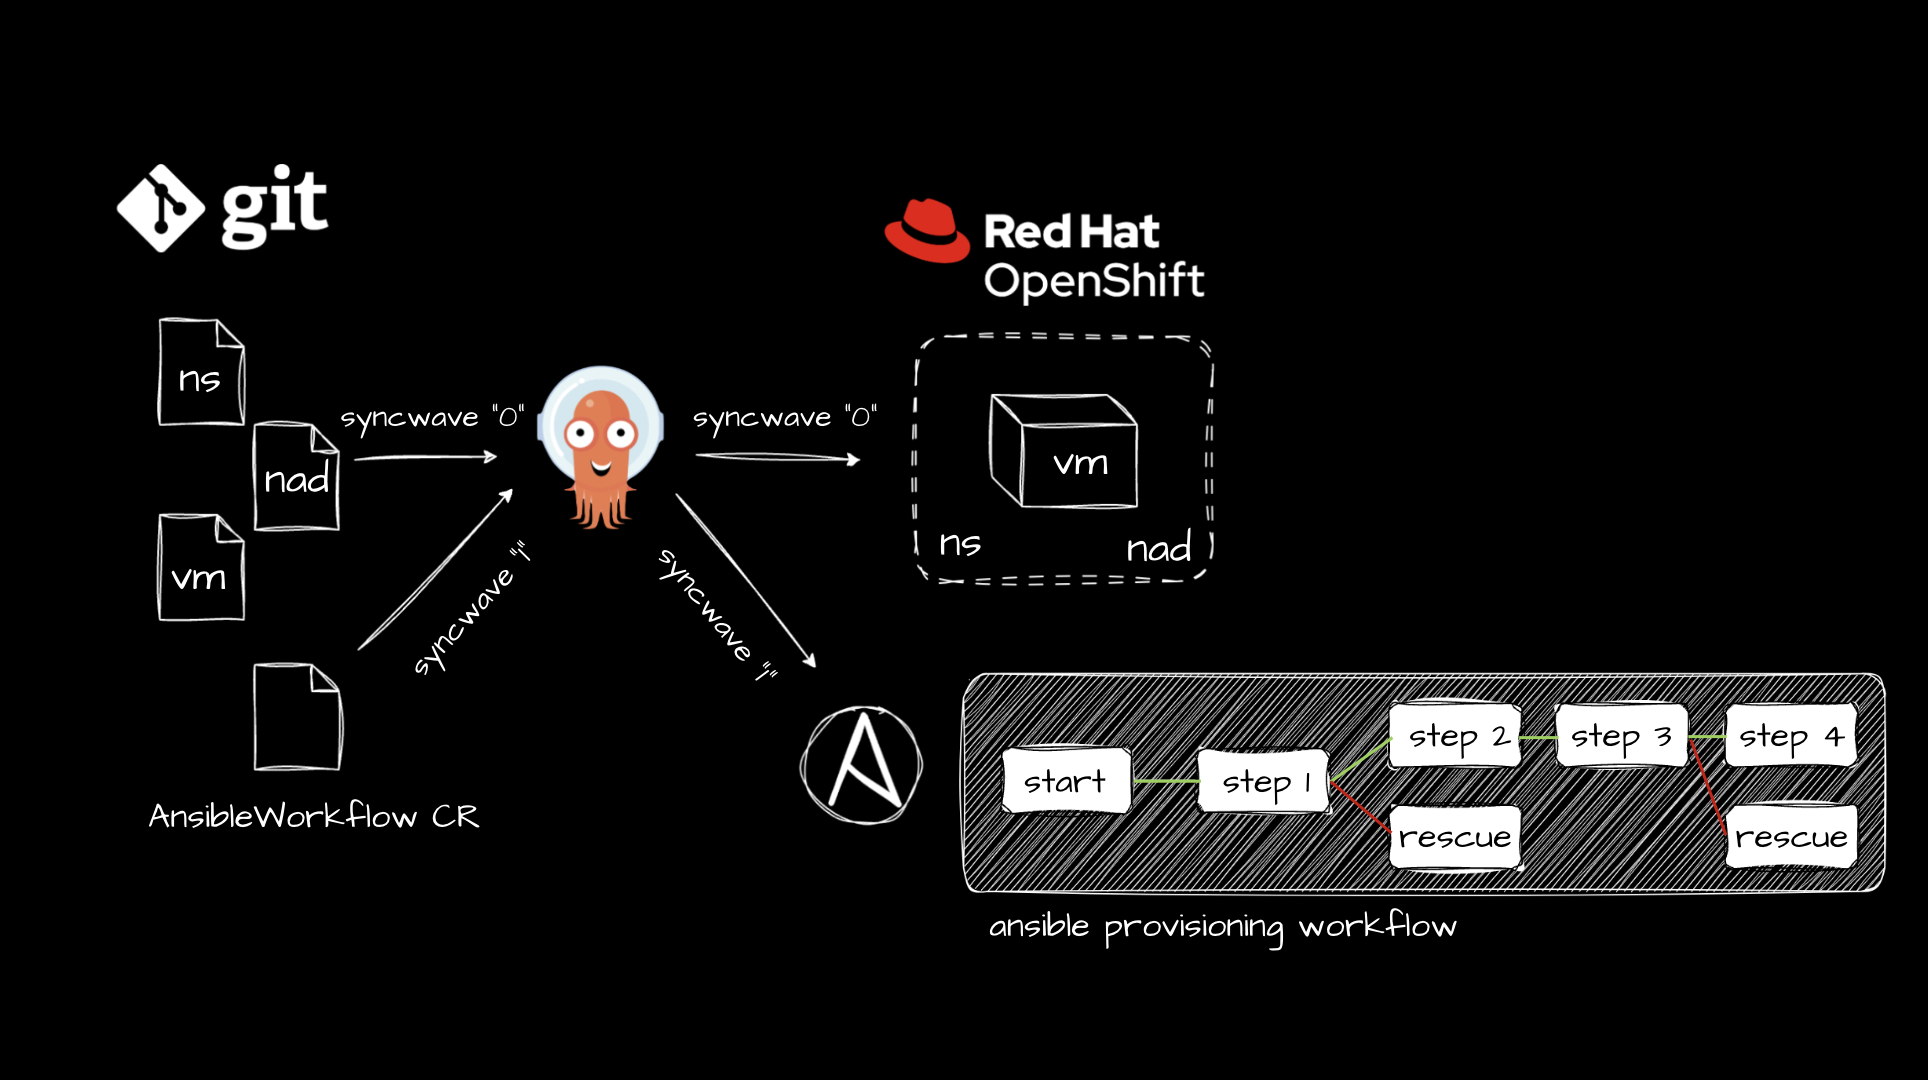 git
Red Hat
OpenShift
ns
nad
vm
syncwave "0"
syncwave "0"
vm
ns
nad
syncwave "1"
syncwave "1"
AnsibleWorkflow CR
start
step 1
step 2
step 3
step 4
rescue
rescue
ansible provisioning workflow